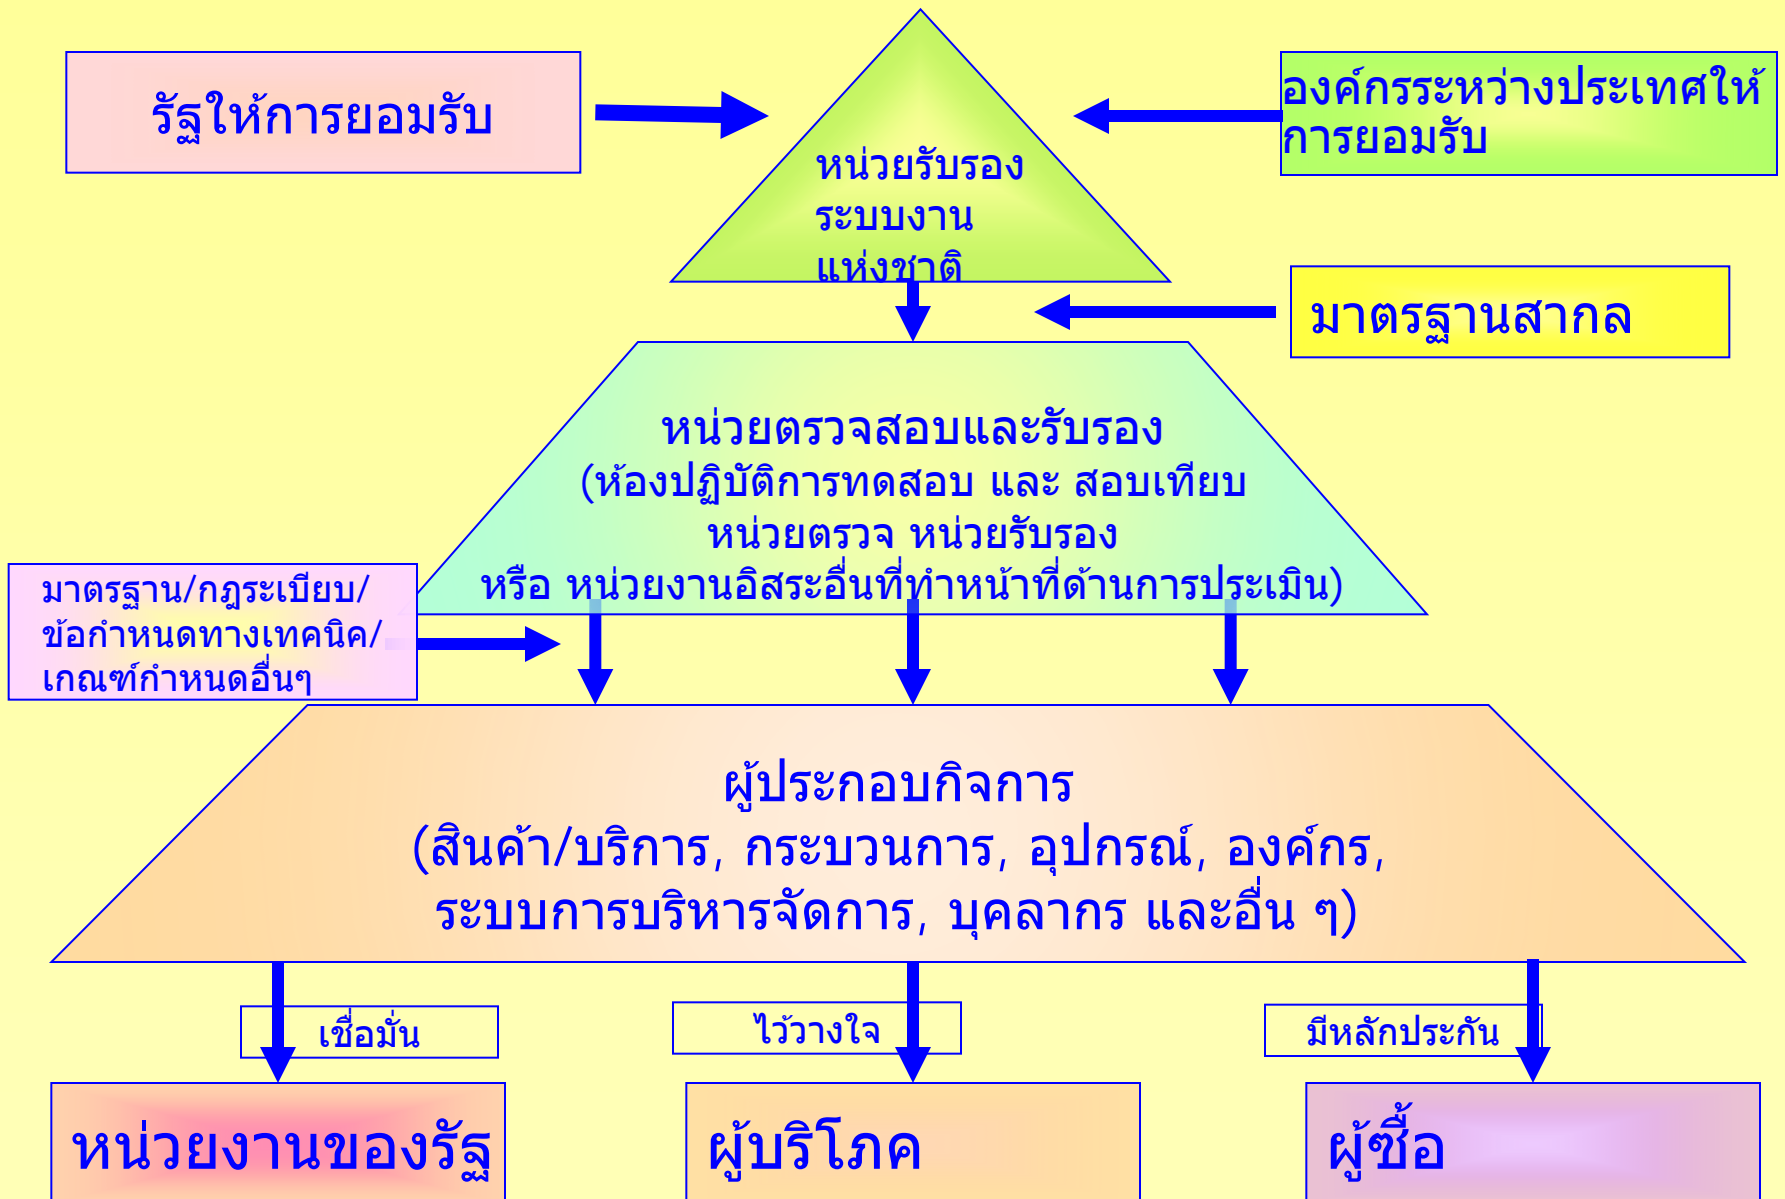 รัฐให้การยอมรับ
องค์กรระหว่างประเทศให้
การยอมรับ
หน่วยรับรอง
ระบบงาน
แห่งชาติ
มาตรฐานสากล
หน่วยตรวจสอบและรับรอง
(ห้องปฏิบัติการทดสอบ และ สอบเทียบ
หน่วยตรวจ หน่วยรับรอง
หรือ หน่วยงานอิสระอื่นที่ทำหน้าที่ด้านการประเมิน)
มาตรฐาน/กฎระเบียบ/
ข้อกำหนดทางเทคนิค/
เกณฑ์กำหนดอื่นๆ
ผู้ประกอบกิจการ
(สินค้า/บริการ, กระบวนการ, อุปกรณ์, องค์กร,
ระบบการบริหารจัดการ, บุคลากร และอื่น ๆ)
เชื่อมั่น
ไว้วางใจ
มีหลักประกัน
หน่วยงานของรัฐ
ผู้บริโภค
ผู้ซื้อ